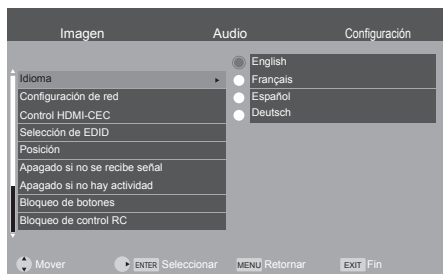 Imagen Audio Configuración
English
Idioma Français
Configuración de red Español
Control HDMI-CEC Deutsch
Selección de EDID
Posición
Apagado si no se recibe señal
Apagado si no hay actividad
Bloqueo de botones
Bloqueo de control RC
Mover ENTER Seleccionar MENU Retornar EXIT Fin